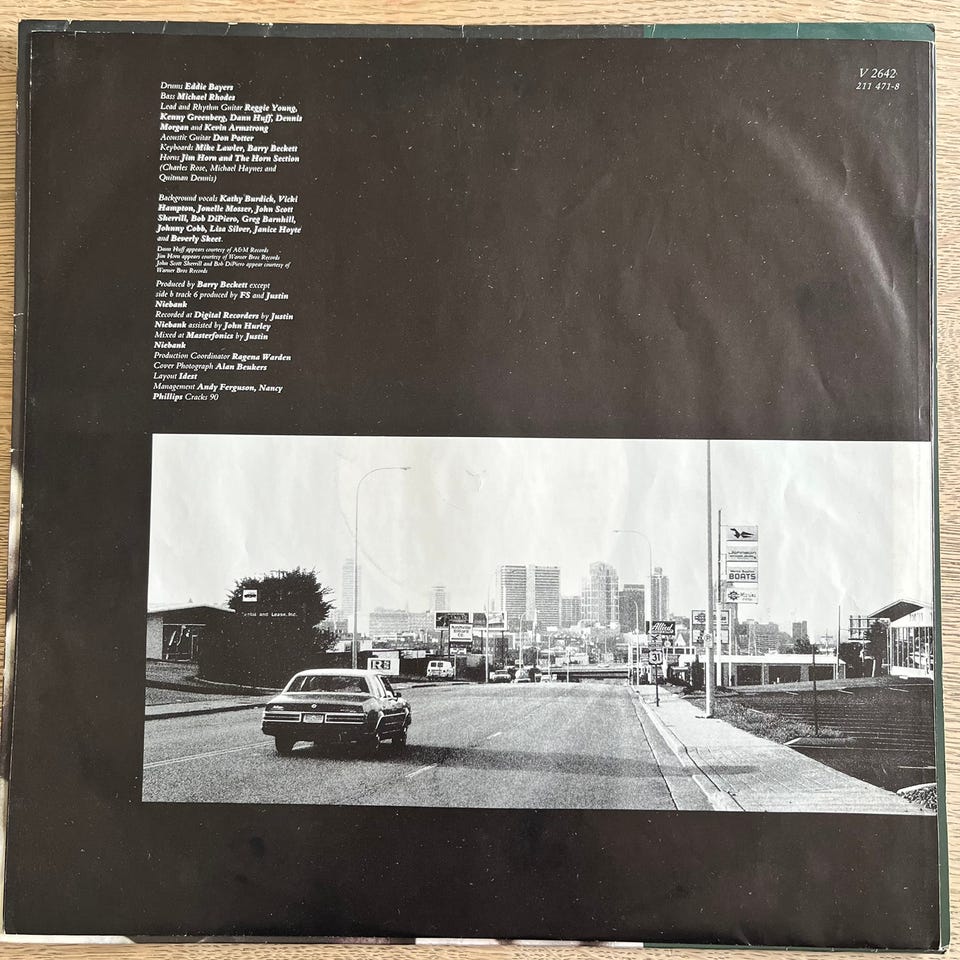 V 2642
211 471-8
Drums Eddie Bayers
Bass Michael Rhodes
Lead and Rhythm Guitar Reggie Young,
Kenny Greenberg, Dann Huff, Dennis
Morgan and Kevin Armstrong
Acoustic Guitar Don Potter
Keyboards Mike Lawler, Barry Beckett
Horns Jim Horn and The Horn Section
(Charles Rose, Michael Haynes and
Quitman Dennis)
Background vocals Kathy Burdick, Vicki
Hampton, Jonelle Mosser, John Scott
Sherrill, Bob DiPiero, Greg Barnhill,
Johnny Cobb, Lisa Silver, Janice Hoyte
and Beverly Skeet.
Dann Huff appears courtesy of A&M Records
Jim Horn appears courtesy of Warner Bros Records
John Scott Sherrill and Bob DiPiero appear courtesy of
Warner Bros Records
Produced by Barry Beckett except
side b track 6 produced by FS and Justin
Niebank
Recorded at Digital Recorders by Justin
Niebank assisted by John Hurley
Mixed at Masterfonics by Justin
Niebank
Production Coordinator Ragena Warden
Cover Photograph Alan Beukers
Layout Idest
Management Andy Ferguson, Nancy
Phillips Cracks 90
Johnson
BOATS
and Lease, Inc.
Allied
31